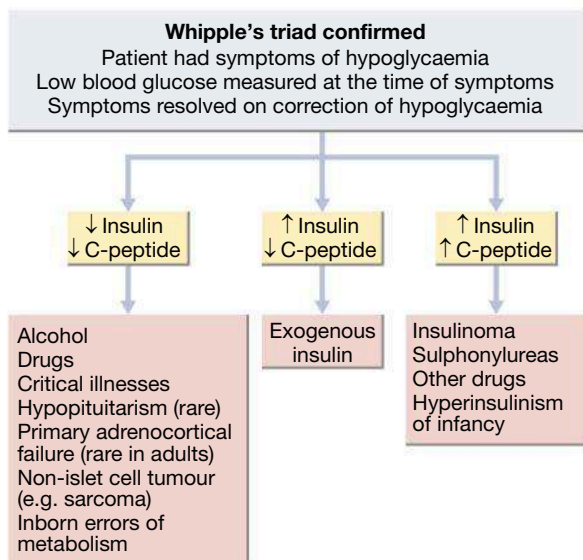 Whipple's triad confirmed
Patient had symptoms of hypoglycaemia
Low blood glucose measured at the time of symptoms
Symptoms resolved on correction of hypoglycaemia
↓ Insulin
↓ C-peptide
↑ Insulin
↓ C-peptide
↑ Insulin
↑ C-peptide
Alcohol
Drugs
Critical illnesses
Hypopituitarism (rare)
Primary adrenocortical
failure (rare in adults)
Non-islet cell tumour
(e.g. sarcoma)
Inborn errors of
metabolism
Exogenous
insulin
Insulinoma
Sulphonylureas
Other drugs
Hyperinsulinism
of infancy